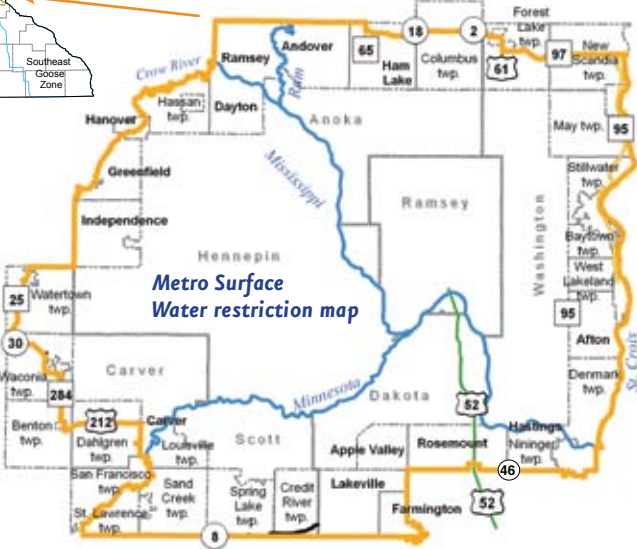 Southeast
Goose
Zone
Crow River
Ramsey
Andover
Rum
65
Ham
Lake
18
Columbus
twp.
2
Forest
Lake
twp.
61
97
New
Scandia
twp.
Hassan
twp.
Dayton
Hanover
Anoka
May twp.
95
Mississippi
Greenfield
Stillwater
twp.
Ramsey
Washington
Independence
Baytown
twp.
Hennepin
Metro Surface
Water restriction map
West
Lakeland
twp.
25
Watertown
twp.
95
Afton
St. Croix
30
Waconia
twp.
Carver
Denmark
twp.
284
Minnesota
Dakota
52
212
Carver
Benton
twp.
Dahlgren
twp.
Louisville
twp.
Scott
Apple Valley
Rosemount
Hastings
Nininger
twp.
46
San Francisco
twp.
Sand
Creek
twp.
Spring
Lake
twp.
Credit
River
twp.
Lakeville
52
Farmington
St. Lawrence
twp.
8